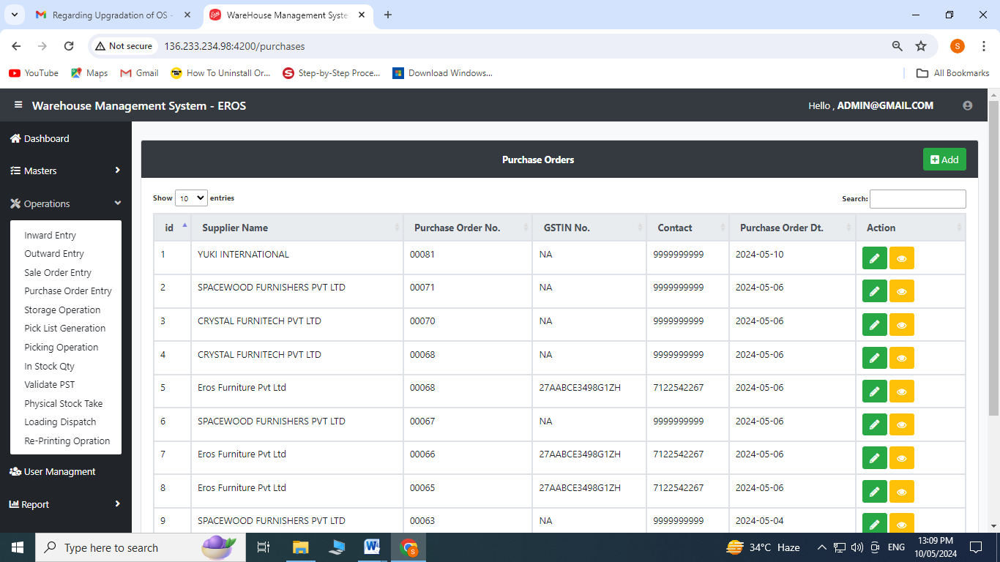 Regarding Upgradation of OS -
WareHouse Management Syste
Not secure 136.233.234.98:4200/purchases S
YouTube Maps Gmail How To Uninstall Or... Step-by-Step Proce... Download Windows... All Bookmarks
Warehouse Management System - EROS Hello , ADMIN@GMAIL.COM
Dashboard
Masters
Operations
Inward Entry
Outward Entry
Sale Order Entry
Purchase Order Entry
Storage Operation
Pick List Generation
Picking Operation
In Stock Qty
Validate PST
Physical Stock Take
Loading Dispatch
Re-Printing Opration
User Managment
Report
Purchase Orders Add
Show 10 entries Search:
id Supplier Name Purchase Order No. GSTIN No. Contact Purchase Order Dt. Action
1 YUKI INTERNATIONAL 00081 NA 9999999999 2024-05-10
2 SPACEWOOD FURNISHERS PVT LTD 00071 NA 9999999999 2024-05-06
3 CRYSTAL FURNITECH PVT LTD 00070 NA 9999999999 2024-05-06
4 CRYSTAL FURNITECH PVT LTD 00068 NA 9999999999 2024-05-06
5 Eros Furniture Pvt Ltd 00068 27AABCE3498G1ZH 7122542267 2024-05-06
6 SPACEWOOD FURNISHERS PVT LTD 00067 NA 9999999999 2024-05-06
7 Eros Furniture Pvt Ltd 00066 27AABCE3498G1ZH 7122542267 2024-05-06
8 Eros Furniture Pvt Ltd 00065 27AABCE3498G1ZH 7122542267 2024-05-06
9 SPACEWOOD FURNISHERS PVT LTD 00063 NA 9999999999 2024-05-04
Type here to search 34°C Haze ENG 13:09 PM
10/05/2024